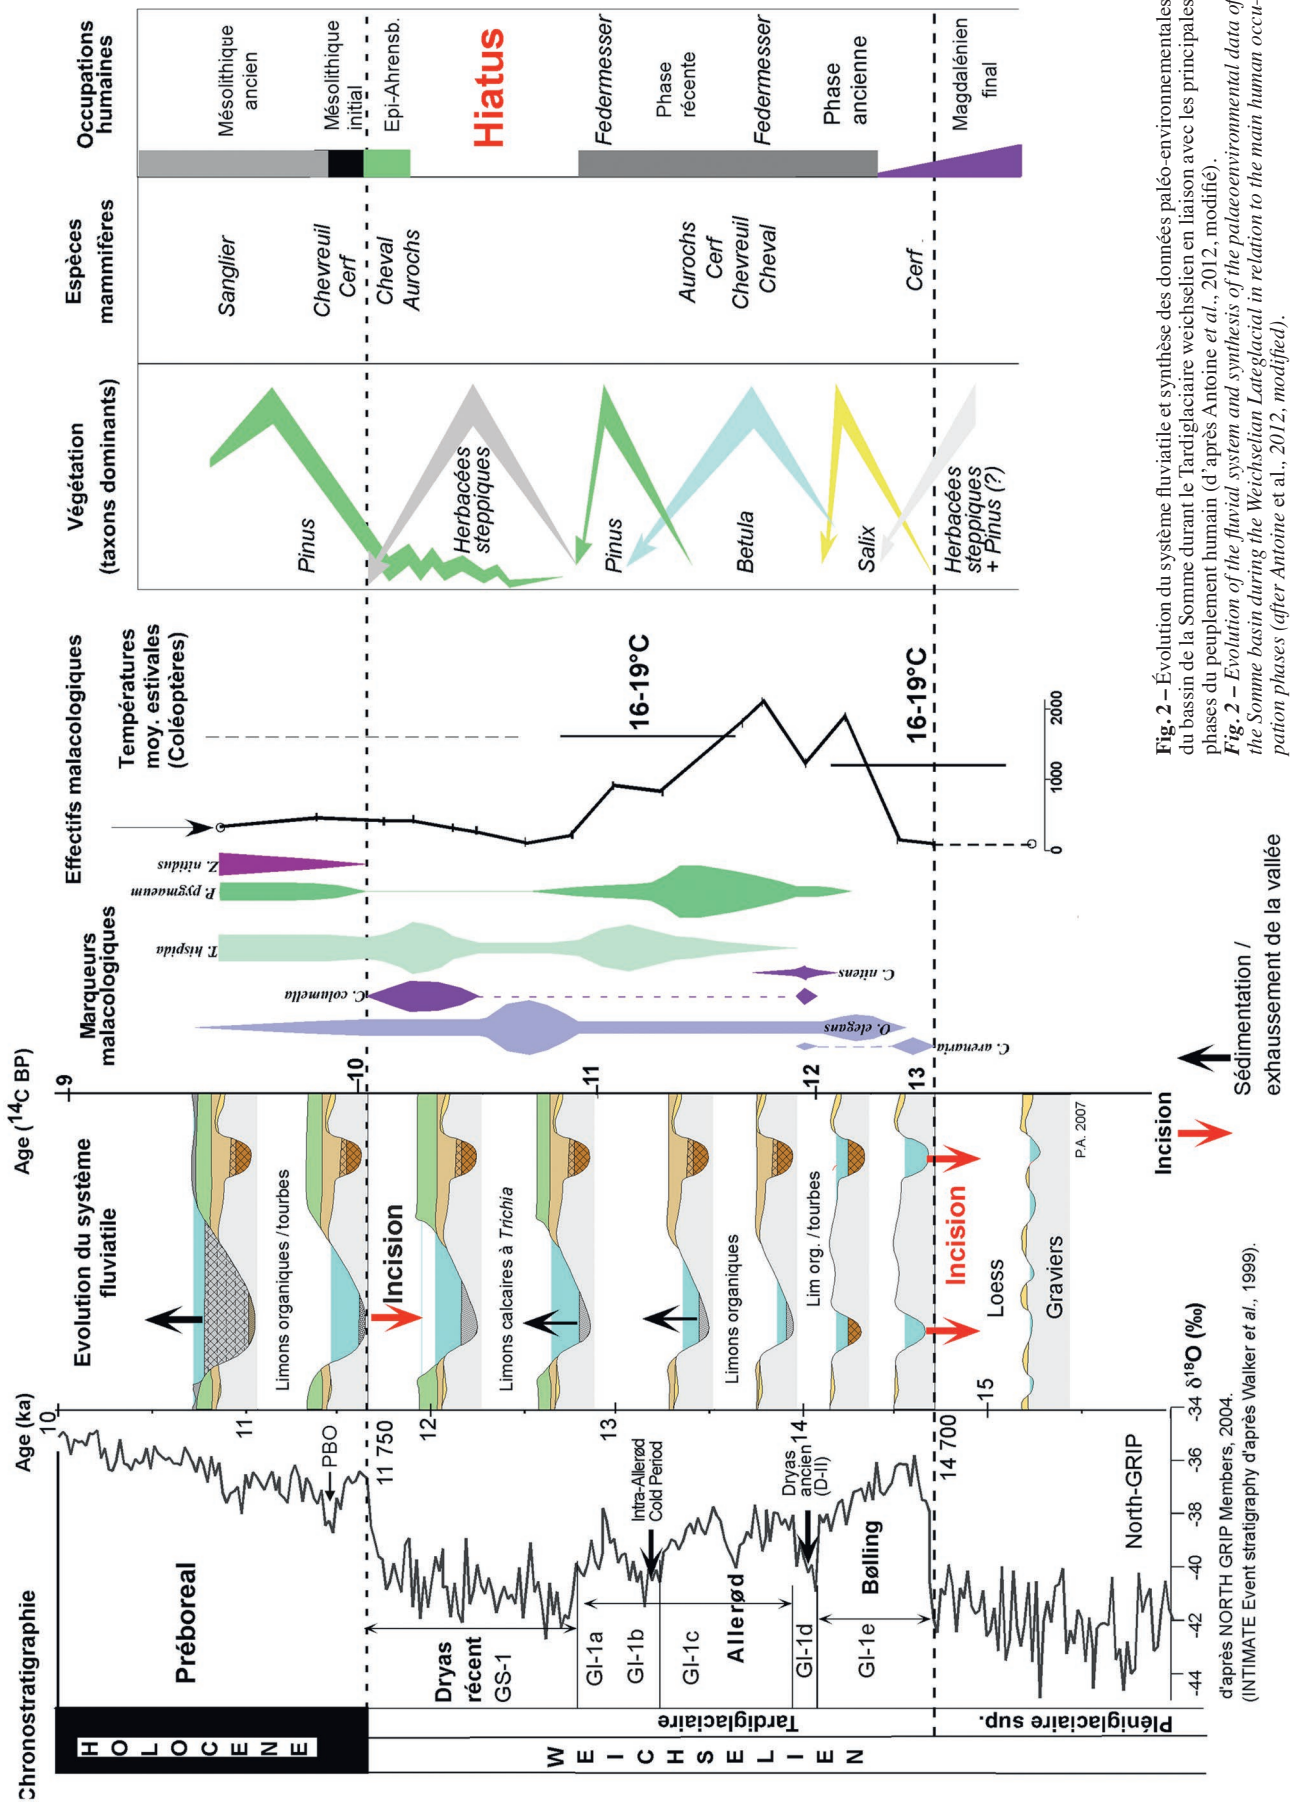 Chronostratigraphie
Age (ka)
Evolution du système
fluviatile
Age (14C BP)
Marqueurs
malacologiques
Effectifs malacologiques
Températures
moy. estivales
(Coléoptères)
Végétation
(taxons dominants)
Espèces
mammifères
Occupations
humaines
HOLOCENE
WEICHSELIEN
Tardiglaciaire
Pléniglaciaire sup.
Préboreal
Dryas
récent
GS-1
GI-1a
GI-1b
GI-1c
Allerød
GI-1d
GI-1e
Bølling
PBO
Intra-Allerød
Cold Period
Dryas
ancien
(D-II)
North-GRIP
-44
-42
-40
-38
-36
-34
δ18O (‰)
10
11
11 750
12
13
14
14 700
15
Limons organiques / tourbes
Incision
Limons calcaires à Trichia
Limons organiques
Lim org. / tourbes
Incision
Loess
Graviers
P.A. 2007
9
10
11
12
13
C. arenaria
O. elegans
C. columella
C. nitens
T. hispida
P. pygmaeum
Z. nitidus
0
1000
2000
16-19°C
16-19°C
Pinus
Herbacées
steppiques
Pinus
Betula
Salix
Herbacées
steppiques
+ Pinus (?)
Sanglier
Chevreuil
Cerf
Cheval
Aurochs
Aurochs
Cerf
Chevreuil
Cheval
Cerf
Mésolithique
ancien
Mésolithique
initial
Epi-Ahrensb.
Hiatus
Federmesser
Phase
récente
Federmesser
Phase
ancienne
Magdalénien
final
d'après NORTH GRIP Members, 2004.
(INTIMATE Event stratigraphy d'après Walker et al., 1999).
Incision
Sédimentation /
exhaussement de la vallée
Fig. 2 – Évolution du système fluviatile et synthèse des données paléo-environnementales
du bassin de la Somme durant le Tardiglaciaire weichselien en liaison avec les principales
phases du peuplement humain (d'après Antoine et al., 2012, modifié).
Fig. 2 – Evolution of the fluvial system and synthesis of the palaeoenvironmental data of
the Somme basin during the Weichselian Lateglacial in relation to the main human occu-
pation phases (after Antoine et al., 2012, modified).